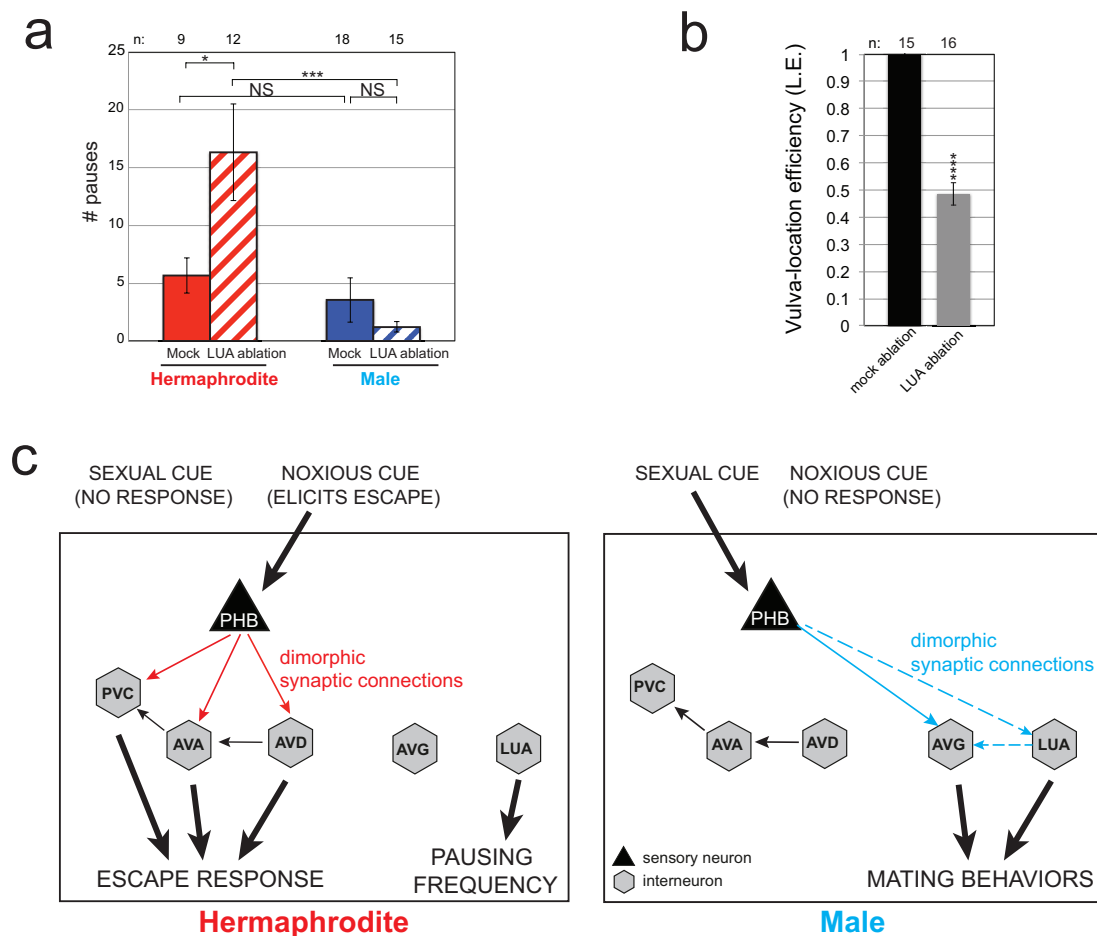 a
n: 9 12 18 15
25
20
15
10
5
0
# pauses
*
***
NS
NS
Mock LUA ablation
Mock LUA ablation
Hermaphrodite
Male
b
n: 15 16
1
0.9
0.8
0.7
0.6
0.5
0.4
0.3
0.2
0.1
0
Vulva-location efficiency (L.E.)
****
mock ablation
LUA ablation
c
SEXUAL CUE
(NO RESPONSE)
NOXIOUS CUE
(ELICITS ESCAPE)
PHB
dimorphic
synaptic connections
PVC
AVA
AVD
AVG
LUA
ESCAPE RESPONSE
PAUSING
FREQUENCY
Hermaphrodite
SEXUAL CUE
NOXIOUS CUE
(NO RESPONSE)
PHB
dimorphic
synaptic connections
PVC
AVA
AVD
AVG
LUA
sensory neuron
interneuron
MATING BEHAVIORS
Male